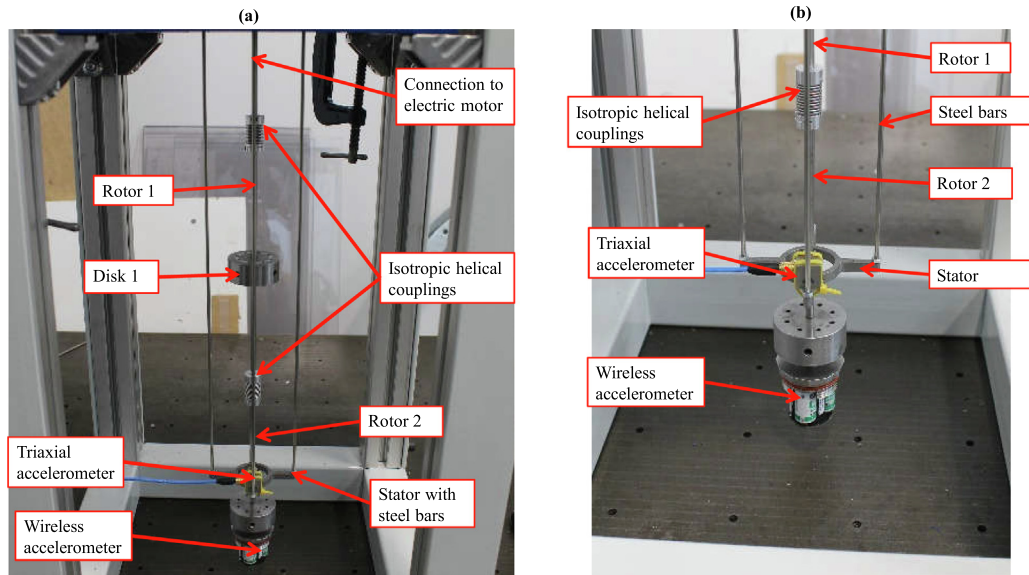 (a)
Connection to
electric motor
Rotor 1
Disk 1
Isotropic helical
couplings
Rotor 2
Triaxial
accelerometer
Stator with
steel bars
Wireless
accelerometer
(b)
Rotor 1
Isotropic helical
couplings
Steel bars
Rotor 2
Triaxial
accelerometer
Stator
Wireless
accelerometer